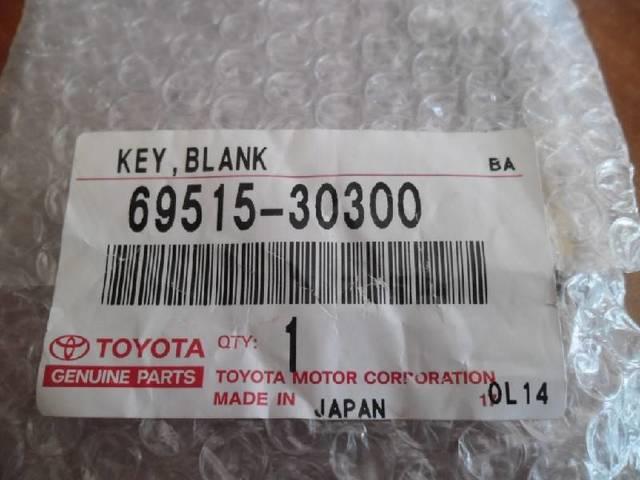 KEY,BLANK BA
69515-30300
TOYOTA QTY: 1
GENUINE PARTS TOYOTA MOTOR CORPORATION
MADE IN JAPAN 0L14